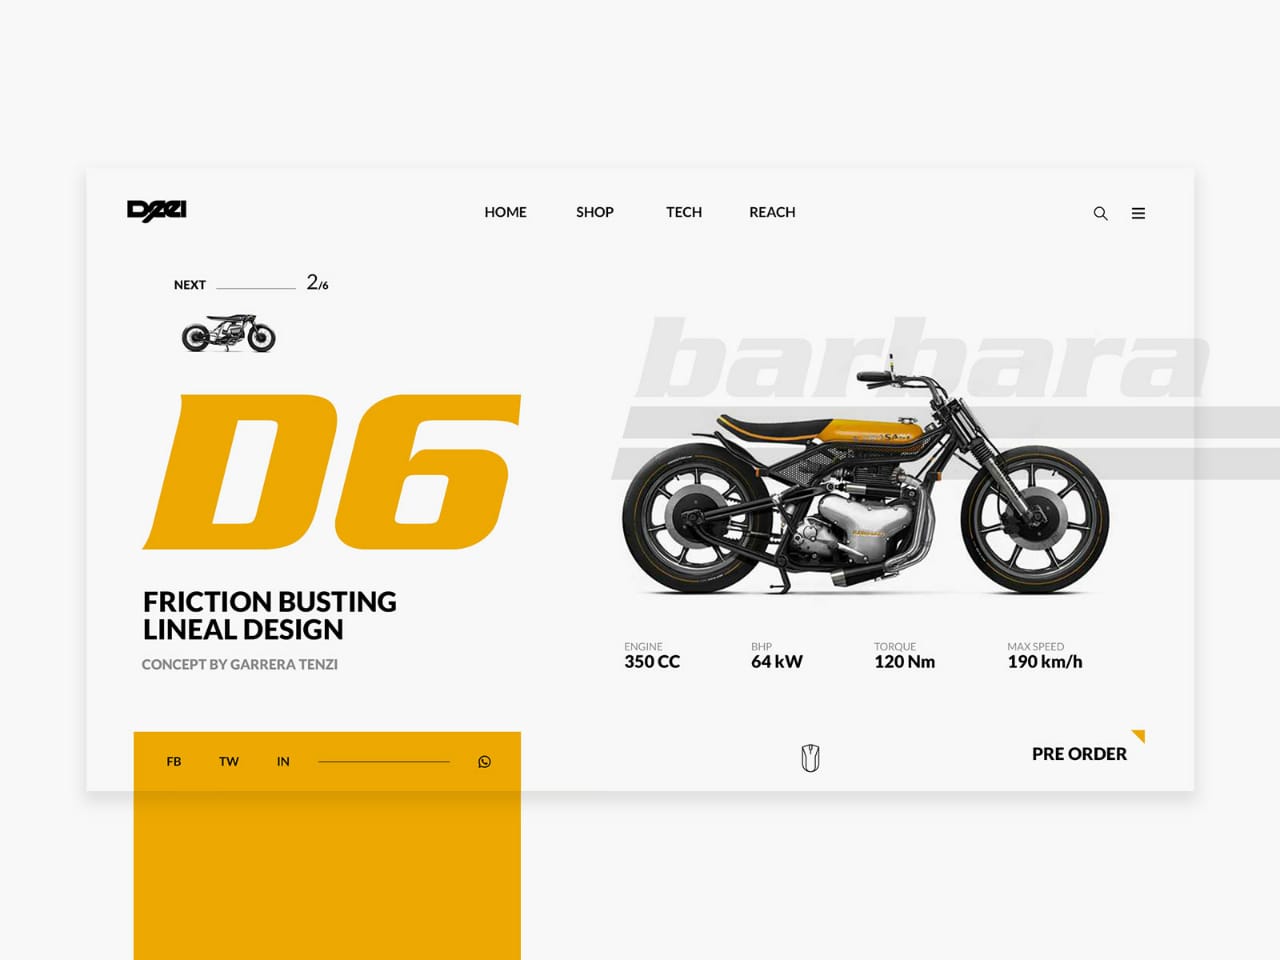 HOME SHOP TECH REACH
NEXT 2/6
barbara
D6
FRICTION BUSTING
LINEAL DESIGN
CONCEPT BY GARRERA TENZI
ENGINE BHP TORQUE MAX SPEED
350 CC 64 kW 120 Nm 190 km/h
FB TW IN
PRE ORDER